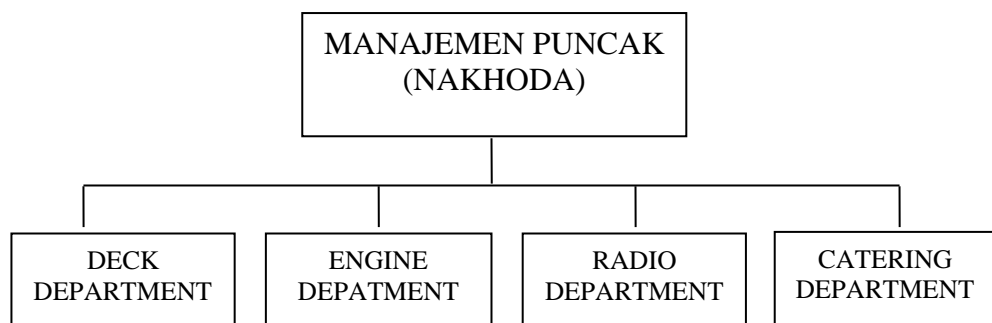 MANAJEMEN PUNCAK
(NAKHODA)
DECK
DEPARTMENT
ENGINE
DEPATMENT
RADIO
DEPARTMENT
CATERING
DEPARTMENT